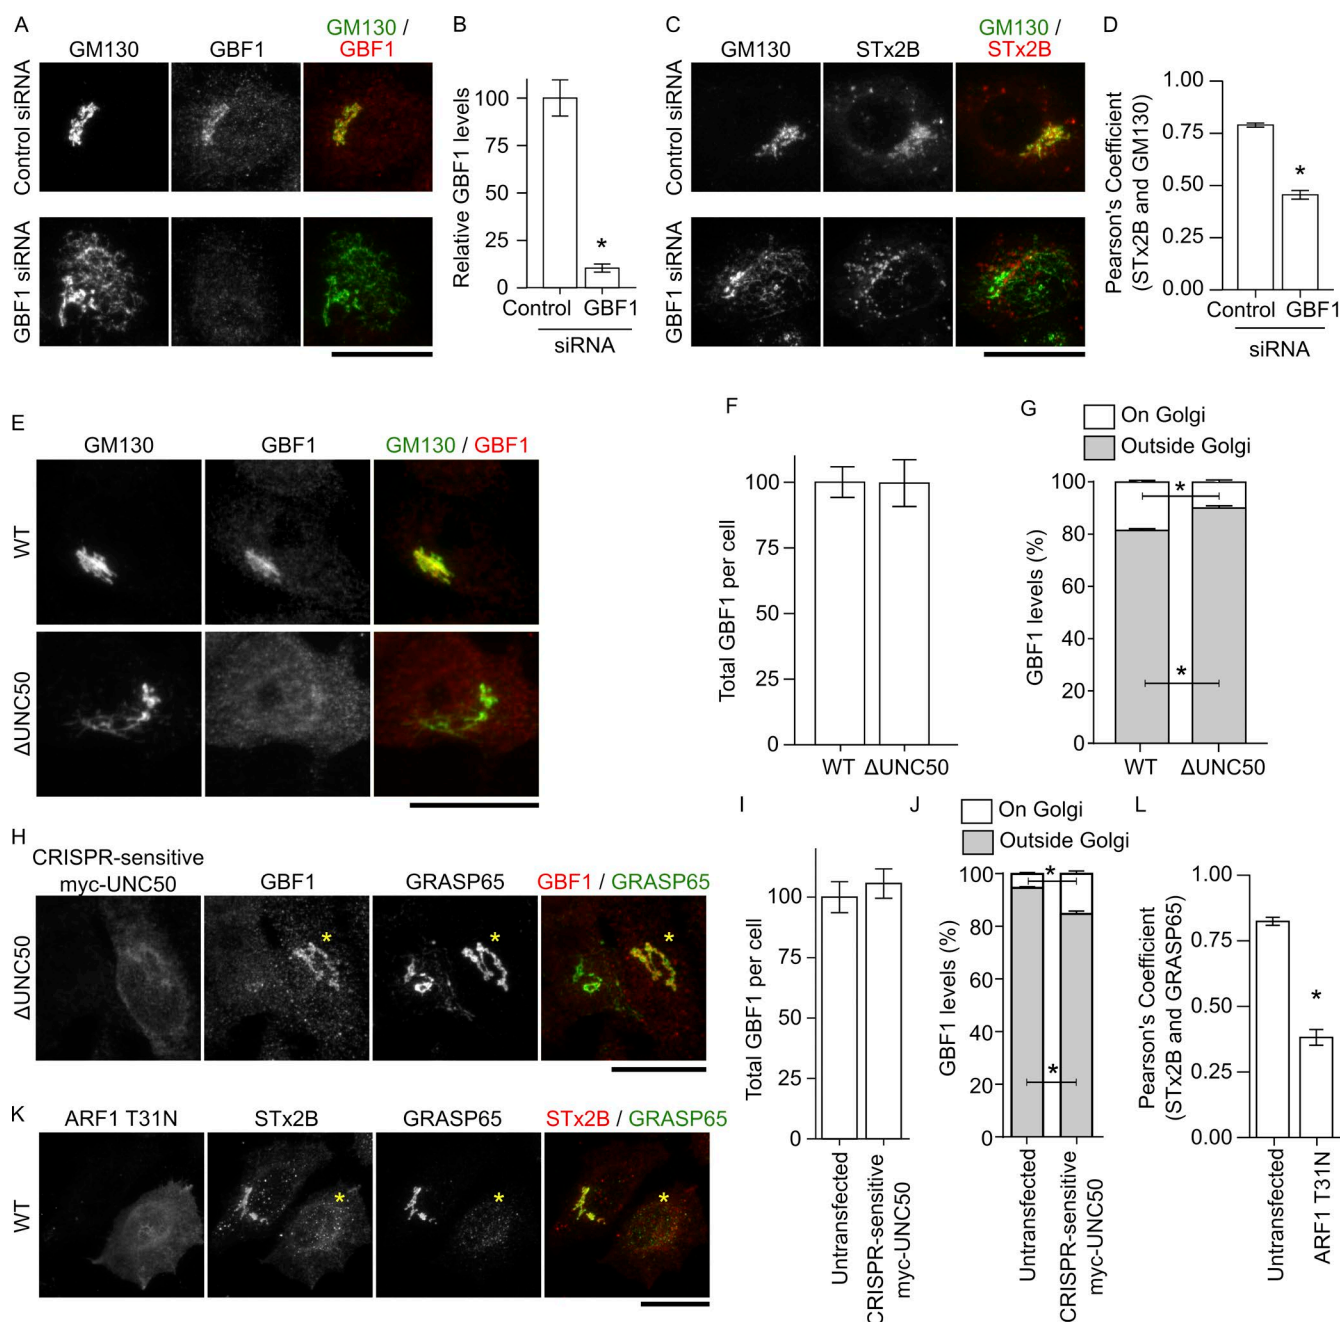 A
GM130
GBF1
GM130 /
GBF1
Control siRNA
GBF1 siRNA
B
Relative GBF1 levels
100
75
50
25
0
*
Control
GBF1
siRNA
C
GM130
STx2B
GM130 /
STx2B
Control siRNA
GBF1 siRNA
D
Pearson's Coefficient
(STx2B and GM130)
1.00
0.75
0.50
0.25
0.00
*
Control
GBF1
siRNA
E
GM130
GBF1
GM130 / GBF1
WT
ΔUNC50
F
Total GBF1 per cell
100
75
50
25
0
WT
ΔUNC50
G
On Golgi
Outside Golgi
GBF1 levels (%)
100
80
60
40
20
0
*
*
WT
ΔUNC50
H
CRISPR-sensitive
myc-UNC50
GBF1
GRASP65
GBF1 / GRASP65
ΔUNC50
*
*
*
I
Total GBF1 per cell
100
75
50
25
0
Untransfected
CRISPR-sensitive
myc-UNC50
J
On Golgi
Outside Golgi
GBF1 levels (%)
100
80
60
40
20
0
*
*
Untransfected
CRISPR-sensitive
myc-UNC50
K
ARF1 T31N
STx2B
GRASP65
STx2B / GRASP65
WT
*
*
*
L
Pearson's Coefficient
(STx2B and GRASP65)
1.00
0.75
0.50
0.25
0.00
*
Untransfected
ARF1 T31N